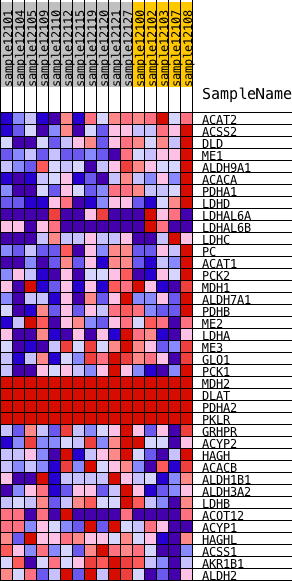 sample12101
sample12104
sample12105
sample12109
sample12110
sample12112
sample12115
sample12119
sample12120
sample12121
sample12122
sample12100
sample12102
sample12103
sample12107
sample12108
SampleName
ACAT2
ACSS2
DLD
ME1
ALDH9A1
ACACA
PDHA1
LDHD
LDHAL6A
LDHAL6B
LDHC
PC
ACAT1
PCK2
MDH1
ALDH7A1
PDHB
ME2
LDHA
ME3
GLO1
PCK1
MDH2
DLAT
PDHA2
PKLR
GRHPR
ACYP2
HAGH
ACACB
ALDH1B1
ALDH3A2
LDHB
ACOT12
ACYP1
HAGHL
ACSS1
AKR1B1
ALDH2